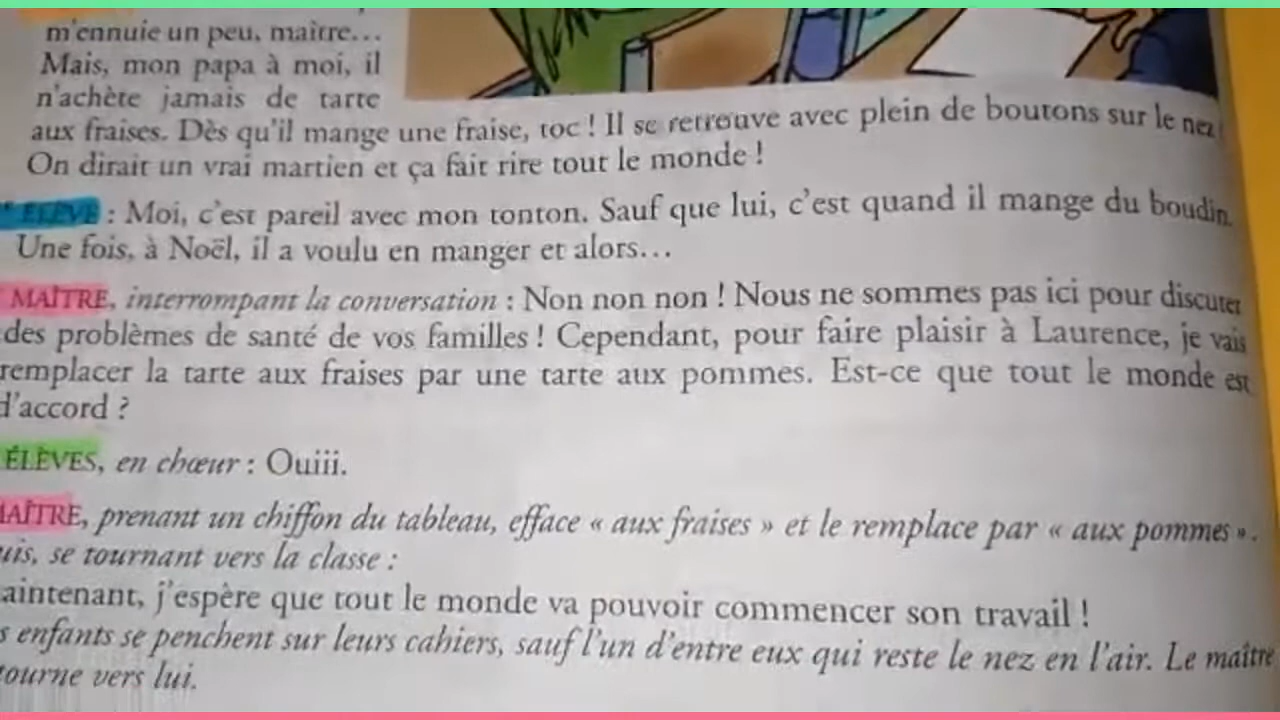 m'ennuie un peu, maître...
Mais, mon papa à moi, il
n'achète jamais de tarte
aux fraises. Dès qu'il mange une fraise, toc ! Il se retrouve avec plein de boutons sur le nez !
On dirait un vrai martien et ça fait rire tout le monde !
ÉLÈVE : Moi, c'est pareil avec mon tonton. Sauf que lui, c'est quand il mange du boudin.
Une fois, à Noël, il a voulu en manger et alors...
MAÎTRE, interrompant la conversation : Non non non ! Nous ne sommes pas ici pour discuter
des problèmes de santé de vos familles ! Cependant, pour faire plaisir à Laurence, je vais
remplacer la tarte aux fraises par une tarte aux pommes. Est-ce que tout le monde est
d'accord ?
ÉLÈVES, en chœur : Ouiii.
MAÎTRE, prenant un chiffon du tableau, efface « aux fraises » et le remplace par « aux pommes ».
uis, se tournant vers la classe :
aintenant, j'espère que tout le monde va pouvoir commencer son travail !
s enfants se penchent sur leurs cahiers, sauf l'un d'entre eux qui reste le nez en l'air. Le maître
tourne vers lui.